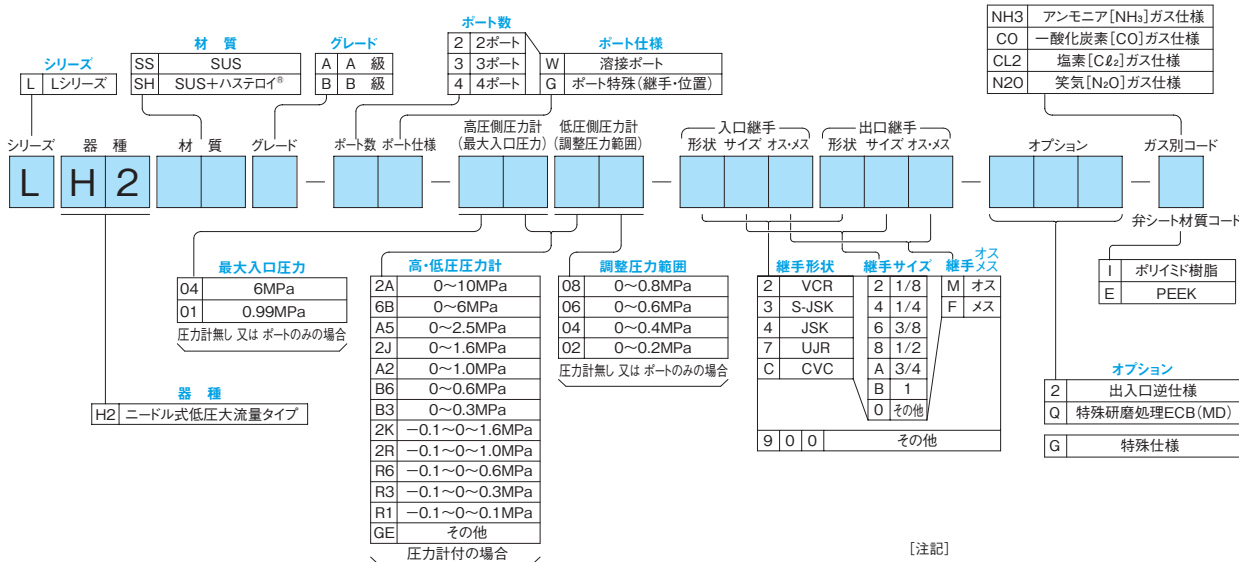 シリーズ
L Lシリーズ
材 質
SS SUS
SH SUS+ハステロイ®
グレード
A A 級
B B 級
ポート数
2 2ポート
3 3ポート
4 4ポート
ポート仕様
W 溶接ポート
G ポート特殊(継手・位置)
NH3 アンモニア[NH₃]ガス仕様
CO 一酸化炭素[CO]ガス仕様
CL2 塩素[Cℓ₂]ガス仕様
N2O 笑気[N₂O]ガス仕様
シリーズ 器 種 材 質 グレード ポート数 ポート仕様
高圧側圧力計
(最大入口圧力)
低圧側圧力計
(調整圧力範囲)
入口継手
形状 サイズ オス・メス
出口継手
形状 サイズ オス・メス
オプション
ガス別コード
L H 2 — — — — —
弁シート材質コード
I ポリイミド樹脂
E PEEK
最大入口圧力
04 6MPa
01 0.99MPa
圧力計無し 又は ポートのみの場合
器 種
H2 ニードル式低圧大流量タイプ
高・低圧圧力計
2A 0〜10MPa
6B 0〜6MPa
A5 0〜2.5MPa
2J 0〜1.6MPa
A2 0〜1.0MPa
B6 0〜0.6MPa
B3 0〜0.3MPa
2K −0.1〜0〜1.6MPa
2R −0.1〜0〜1.0MPa
R6 −0.1〜0〜0.6MPa
R3 −0.1〜0〜0.3MPa
R1 −0.1〜0〜0.1MPa
GE その他
圧力計付の場合
調整圧力範囲
08 0〜0.8MPa
06 0〜0.6MPa
04 0〜0.4MPa
02 0〜0.2MPa
圧力計無し 又は ポートのみの場合
継手形状
2 VCR
3 S-JSK
4 JSK
7 UJR
C CVC
継手サイズ
2 1/8
4 1/4
6 3/8
8 1/2
A 3/4
B 1
0 その他
継手 オス メス
M オス
F メス
9 0 0 その他
オプション
2 出入口逆仕様
Q 特殊研磨処理ECB(MD)
G 特殊仕様
[注記]